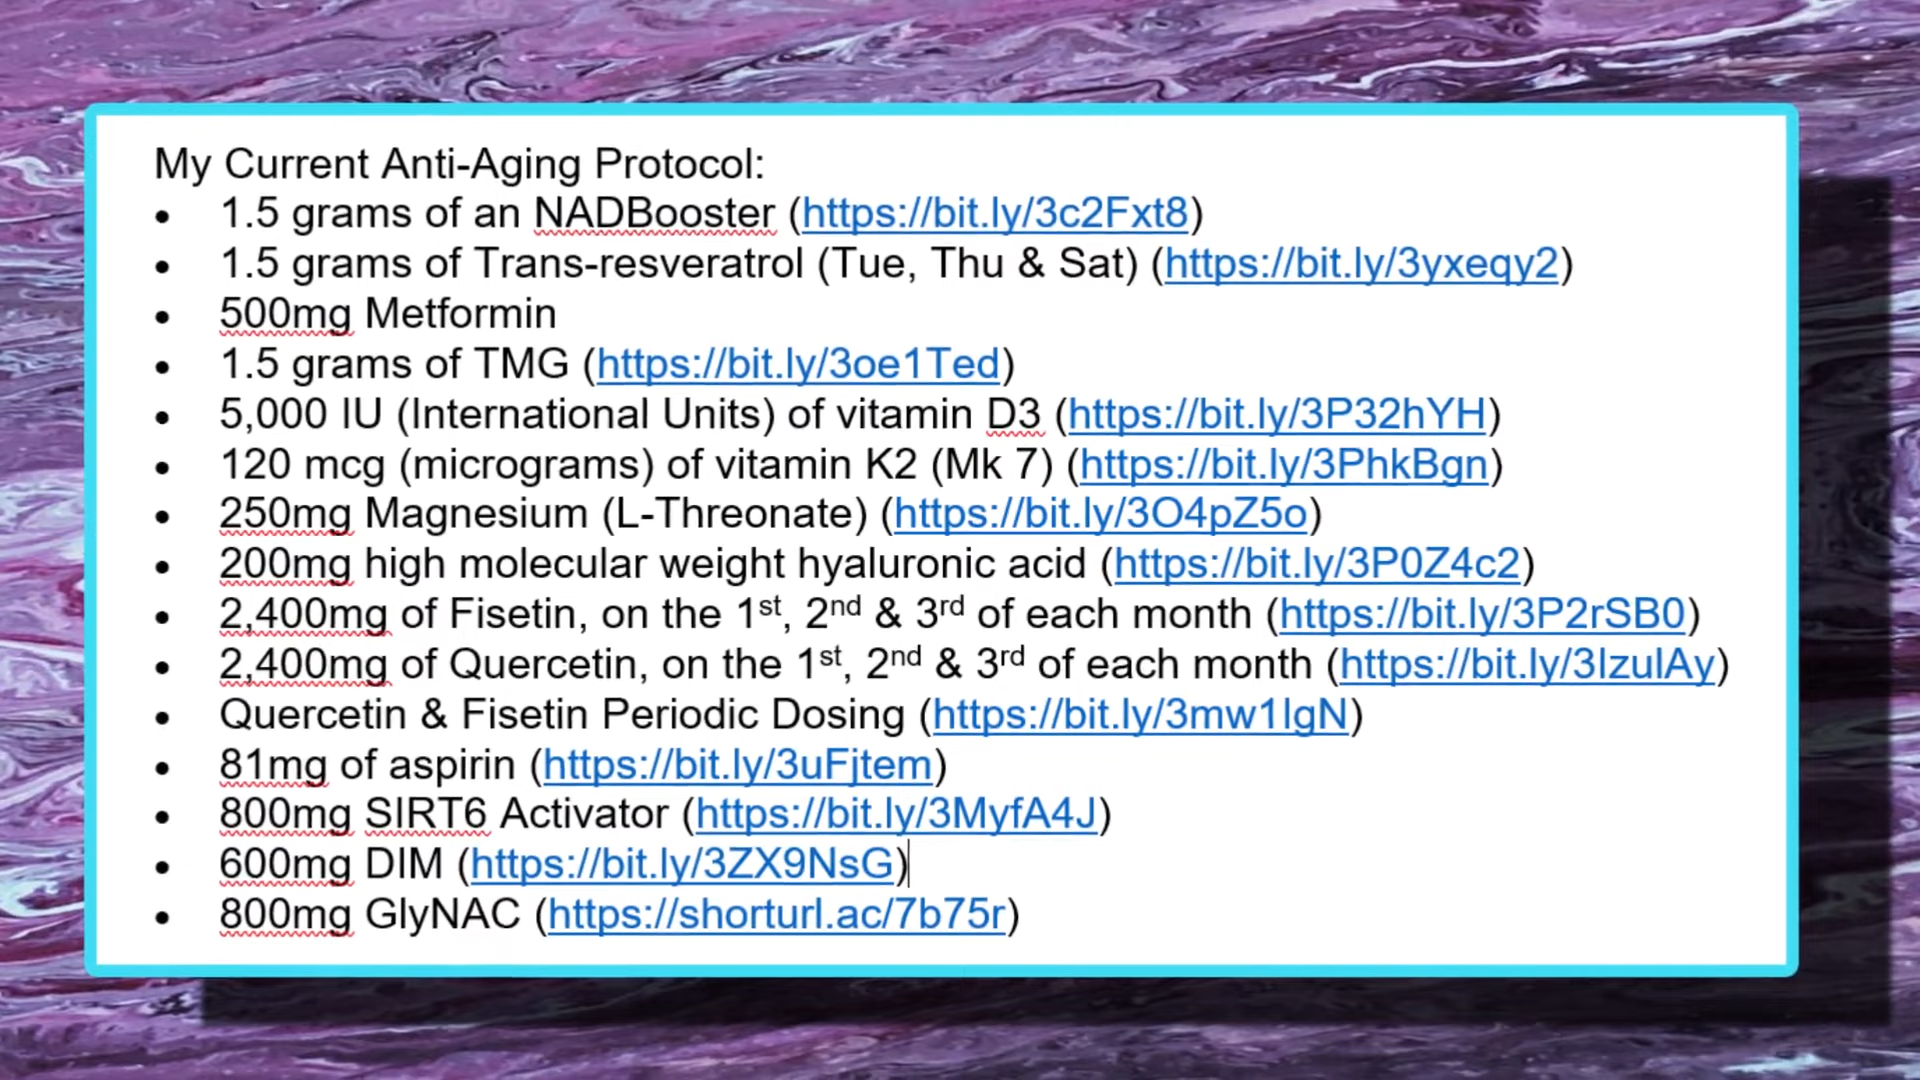 My Current Anti-Aging Protocol:
• 1.5 grams of an NADBooster (https://bit.ly/3c2Fxt8)
• 1.5 grams of Trans-resveratrol (Tue, Thu & Sat) (https://bit.ly/3yxeqy2)
• 500mg Metformin
• 1.5 grams of TMG (https://bit.ly/3oe1Ted)
• 5,000 IU (International Units) of vitamin D3 (https://bit.ly/3P32hYH)
• 120 mcg (micrograms) of vitamin K2 (Mk 7) (https://bit.ly/3PhkBgn)
• 250mg Magnesium (L-Threonate) (https://bit.ly/3O4pZ5o)
• 200mg high molecular weight hyaluronic acid (https://bit.ly/3P0Z4c2)
• 2,400mg of Fisetin, on the 1st, 2nd & 3rd of each month (https://bit.ly/3P2rSB0)
• 2,400mg of Quercetin, on the 1st, 2nd & 3rd of each month (https://bit.ly/3IzulAy)
• Quercetin & Fisetin Periodic Dosing (https://bit.ly/3mw1IgN)
• 81mg of aspirin (https://bit.ly/3uFjtem)
• 800mg SIRT6 Activator (https://bit.ly/3MyfA4J)
• 600mg DIM (https://bit.ly/3ZX9NsG)
• 800mg GlyNAC (https://shorturl.ac/7b75r)